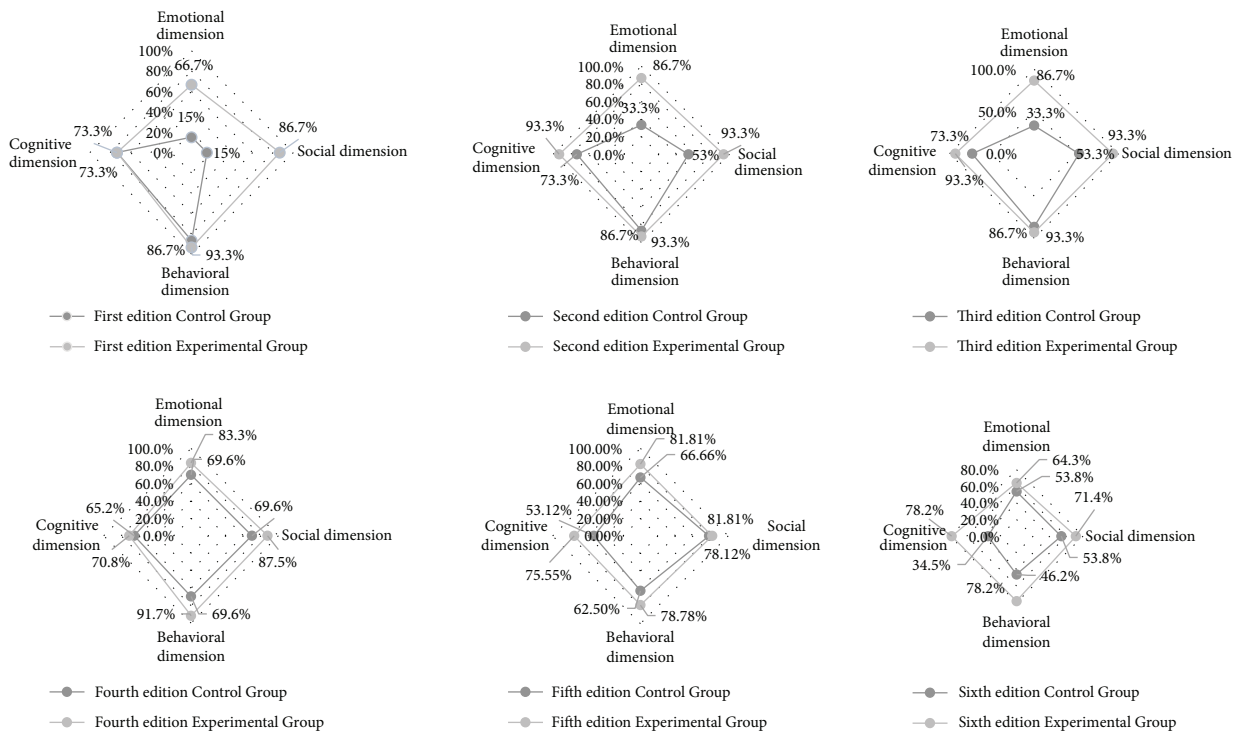 Emotional
dimension
100%
66.7%
80%
60%
40%
15%
20%
0%
15%
73.3%
Cognitive
dimension
73.3%
86.7%
Social dimension
86.7%
93.3%
Behavioral
dimension
First edition Control Group
First edition Experimental Group
Emotional
dimension
100.0%
86.7%
80.0%
60.0%
33.3%
40.0%
20.0%
0.0%
93.3%
Cognitive
dimension
73.3%
93.3%
53%
Social
dimension
86.7%
93.3%
Behavioral
dimension
Second edition Control Group
Second edition Experimental Group
Emotional
dimension
100.0%
86.7%
50.0%
33.3%
0.0%
73.3%
Cognitive
dimension
93.3%
93.3%
53.3%
Social dimension
86.7%
93.3%
Behavioral
dimension
Third edition Control Group
Third edition Experimental Group
Emotional
dimension
83.3%
100.0%
80.0%
69.6%
60.0%
40.0%
20.0%
0.0%
65.2%
Cognitive
dimension
70.8%
69.6%
Social dimension
87.5%
91.7%
69.6%
Behavioral
dimension
Fourth edition Control Group
Fourth edition Experimental Group
Emotional
dimension
81.81%
100.00%
80.00%
66.66%
60.00%
40.00%
20.00%
0.00%
53.12%
Cognitive
dimension
75.55%
81.81%
Social
dimension
78.12%
62.50%
78.78%
Behavioral
dimension
Fifth edition Control Group
Fifth edition Experimental Group
Emotional
dimension
64.3%
80.0%
53.8%
60.0%
40.0%
20.0%
0.0%
71.4%
78.2%
Cognitive
dimension
34.5%
Social dimension
53.8%
46.2%
78.2%
Behavioral
dimension
Sixth edition Control Group
Sixth edition Experimental Group